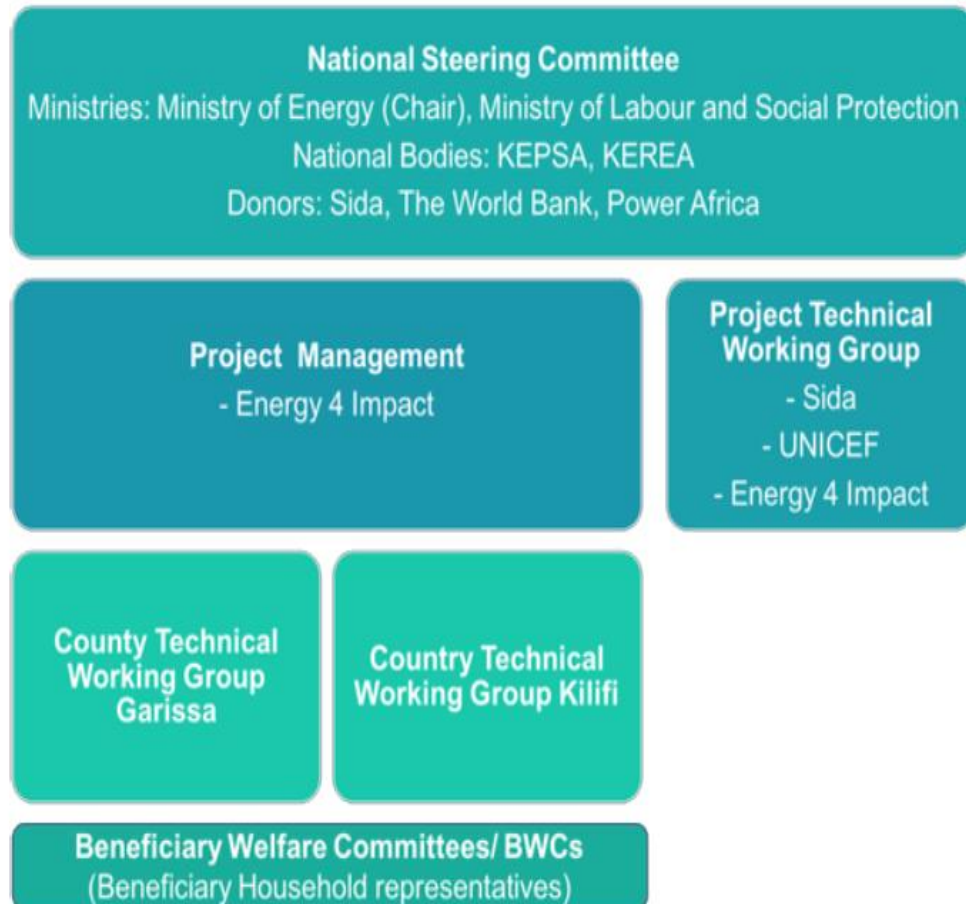 National Steering Committee
Ministries: Ministry of Energy (Chair), Ministry of Labour and Social Protection
National Bodies: KEPSA, KEREA
Donors: Sida, The World Bank, Power Africa
Project Management
- Energy 4 Impact
Project Technical
Working Group
- Sida
- UNICEF
- Energy 4 Impact
County Technical
Working Group
Garissa
Country Technical
Working Group Kilifi
Beneficiary Welfare Committees/ BWCs
(Beneficiary Household representatives)